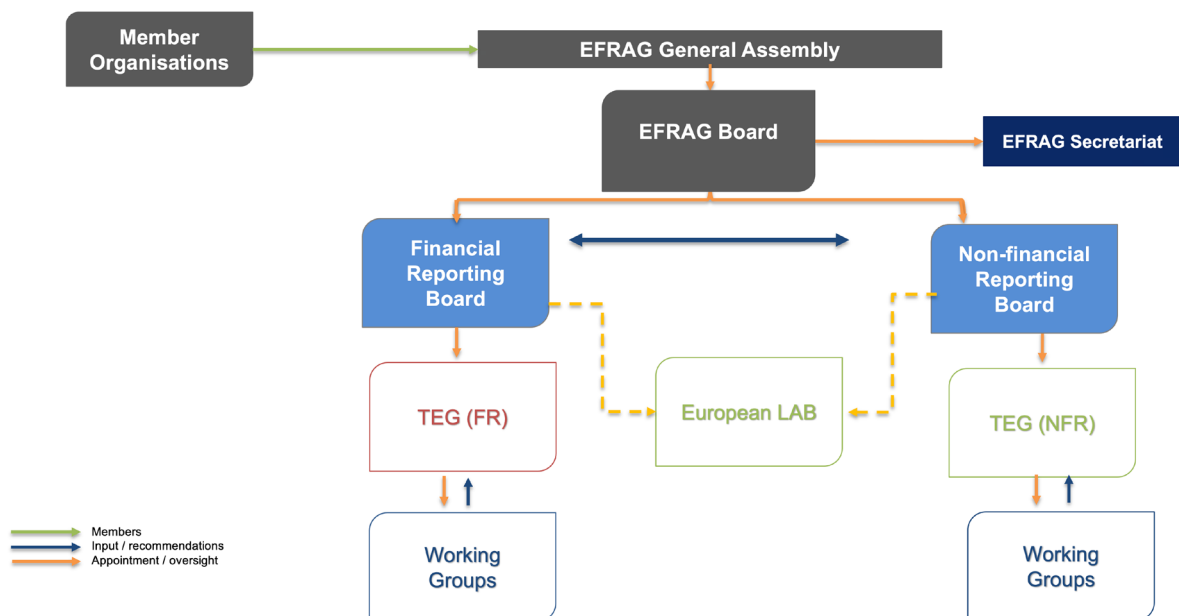 Member
Organisations
EFRAG General Assembly
EFRAG Board
EFRAG Secretariat
Financial
Reporting
Board
Non-financial
Reporting
Board
TEG (FR)
European LAB
TEG (NFR)
Working
Groups
Working
Groups
Members
Input / recommendations
Appointment / oversight